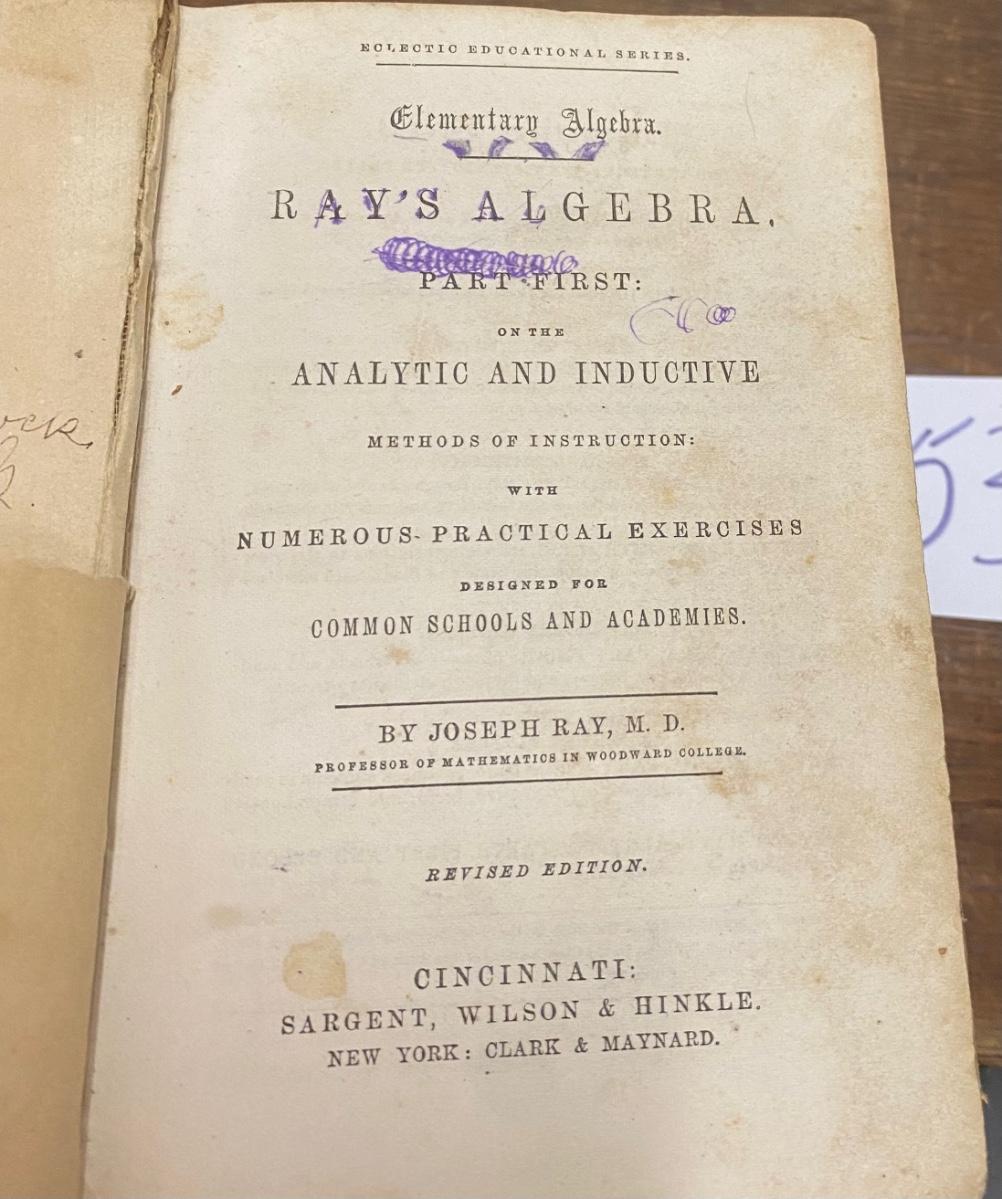 ECLECTIC EDUCATIONAL SERIES.
Elementary Algebra.
RAY'S ALGEBRA,
PART FIRST:
ON THE
ANALYTIC AND INDUCTIVE
METHODS OF INSTRUCTION:
WITH
NUMEROUS PRACTICAL EXERCISES
DESIGNED FOR
COMMON SCHOOLS AND ACADEMIES.
BY JOSEPH RAY, M. D.
PROFESSOR OF MATHEMATICS IN WOODWARD COLLEGE.
REVISED EDITION.
CINCINNATI:
SARGENT, WILSON & HINKLE.
NEW YORK: CLARK & MAYNARD.